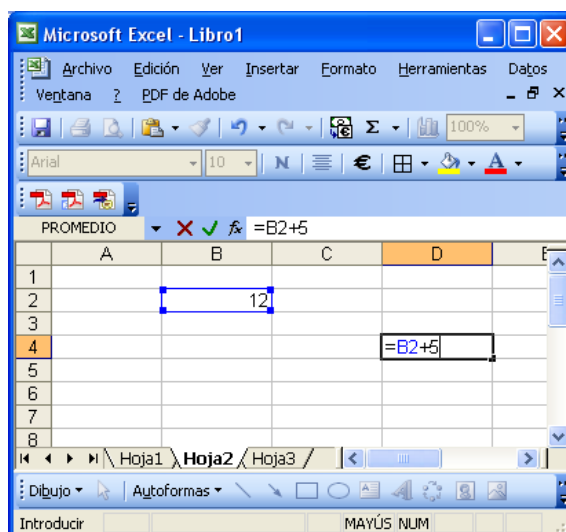 Microsoft Excel - Libro1
Archivo Edición Ver Insertar Formato Herramientas Datos
Ventana ? PDF de Adobe
Σ 100%
Arial 10 N € A
PROMEDIO fx =B2+5
A B C D E
1
2 12
3
4 =B2+5
5
6
7
8
Hoja1 Hoja2 Hoja3
Dibujo Autoformas A
Introducir MAYÚS NUM